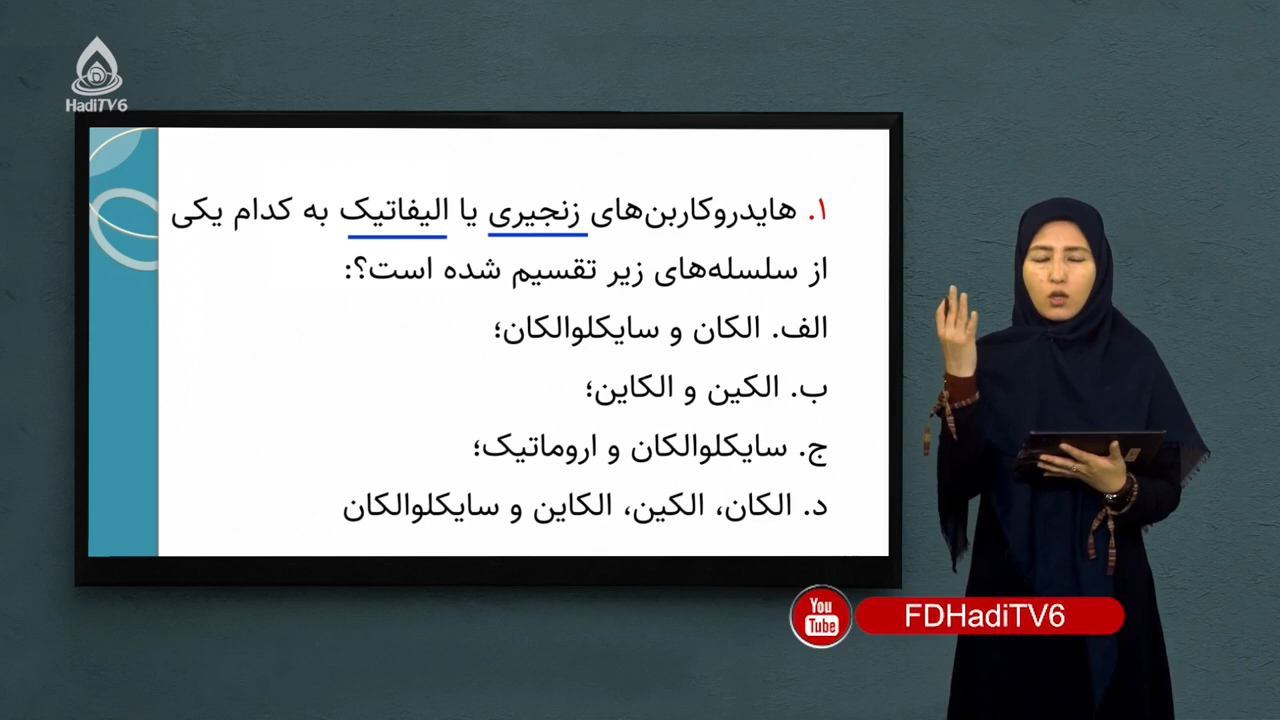 HadiTV6
۱. هایدروکاربن‌های زنجیری یا الیفاتیک به کدام یکی
از سلسله‌های زیر تقسیم شده است؟:
الف. الکان و سایکلوالکان؛
ب. الکین و الکاین؛
ج. سایکلوالکان و اروماتیک؛
د. الکان، الکین، الکاین و سایکلوالکان
You
Tube
FDHadiTV6